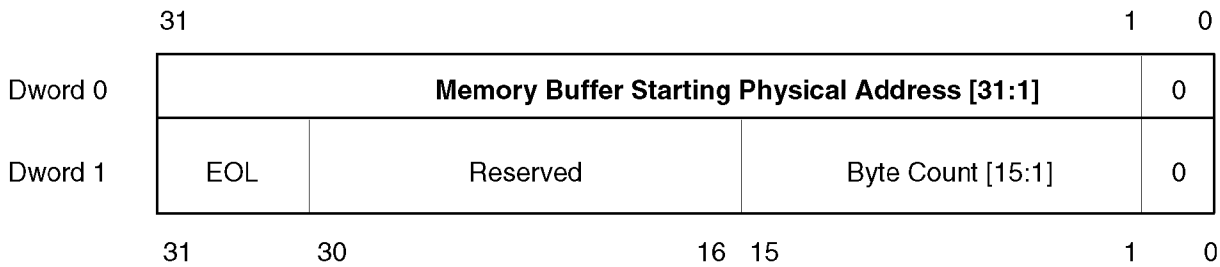 31 1 0
Dword 0 Memory Buffer Starting Physical Address [31:1] 0
Dword 1 EOL Reserved Byte Count [15:1] 0
31 30 16 15 1 0